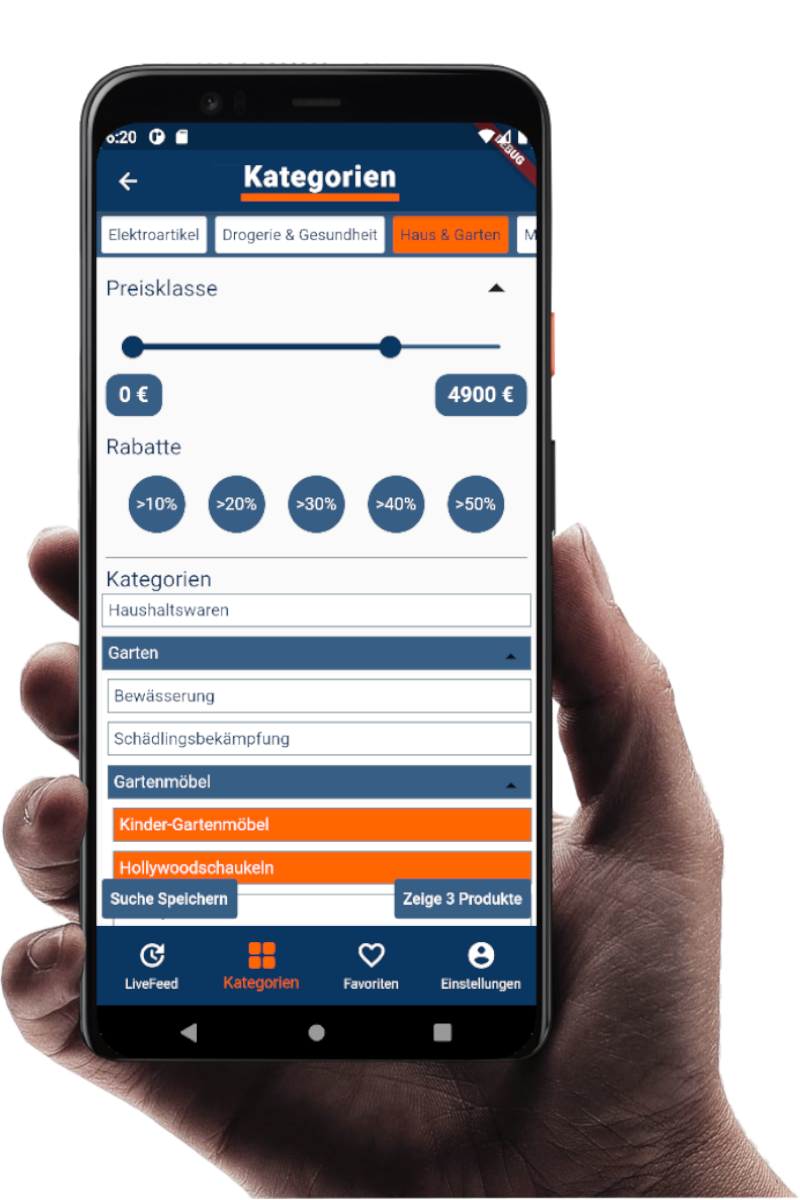 6:20
DEBUG
Kategorien
Elektroartikel Drogerie & Gesundheit Haus & Garten M
Preisklasse
0 € 4900 €
Rabatte
>10% >20% >30% >40% >50%
Kategorien
Haushaltswaren
Garten
Bewässerung
Schädlingsbekämpfung
Gartenmöbel
Kinder-Gartenmöbel
Hollywoodschaukeln
Suche Speichern Zeige 3 Produkte
LiveFeed Kategorien Favoriten Einstellungen